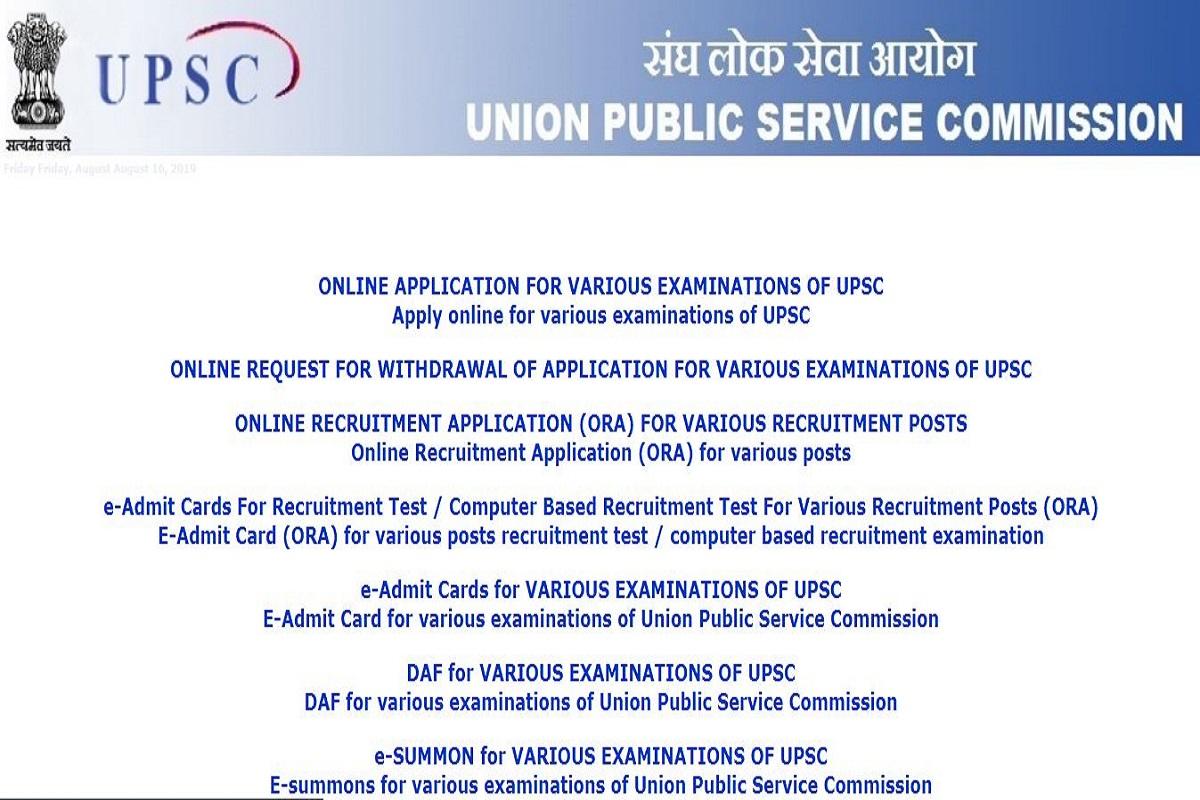 UPSC
संघ लोक सेवा आयोग
UNION PUBLIC SERVICE COMMISSION
सत्यमेव जयते
Friday Friday, August August 16, 2019
ONLINE APPLICATION FOR VARIOUS EXAMINATIONS OF UPSC
Apply online for various examinations of UPSC
ONLINE REQUEST FOR WITHDRAWAL OF APPLICATION FOR VARIOUS EXAMINATIONS OF UPSC
ONLINE RECRUITMENT APPLICATION (ORA) FOR VARIOUS RECRUITMENT POSTS
Online Recruitment Application (ORA) for various posts
e-Admit Cards For Recruitment Test / Computer Based Recruitment Test For Various Recruitment Posts (ORA)
E-Admit Card (ORA) for various posts recruitment test / computer based recruitment examination
e-Admit Cards for VARIOUS EXAMINATIONS OF UPSC
E-Admit Card for various examinations of Union Public Service Commission
DAF for VARIOUS EXAMINATIONS OF UPSC
DAF for various examinations of Union Public Service Commission
e-SUMMON for VARIOUS EXAMINATIONS OF UPSC
E-summons for various examinations of Union Public Service Commission